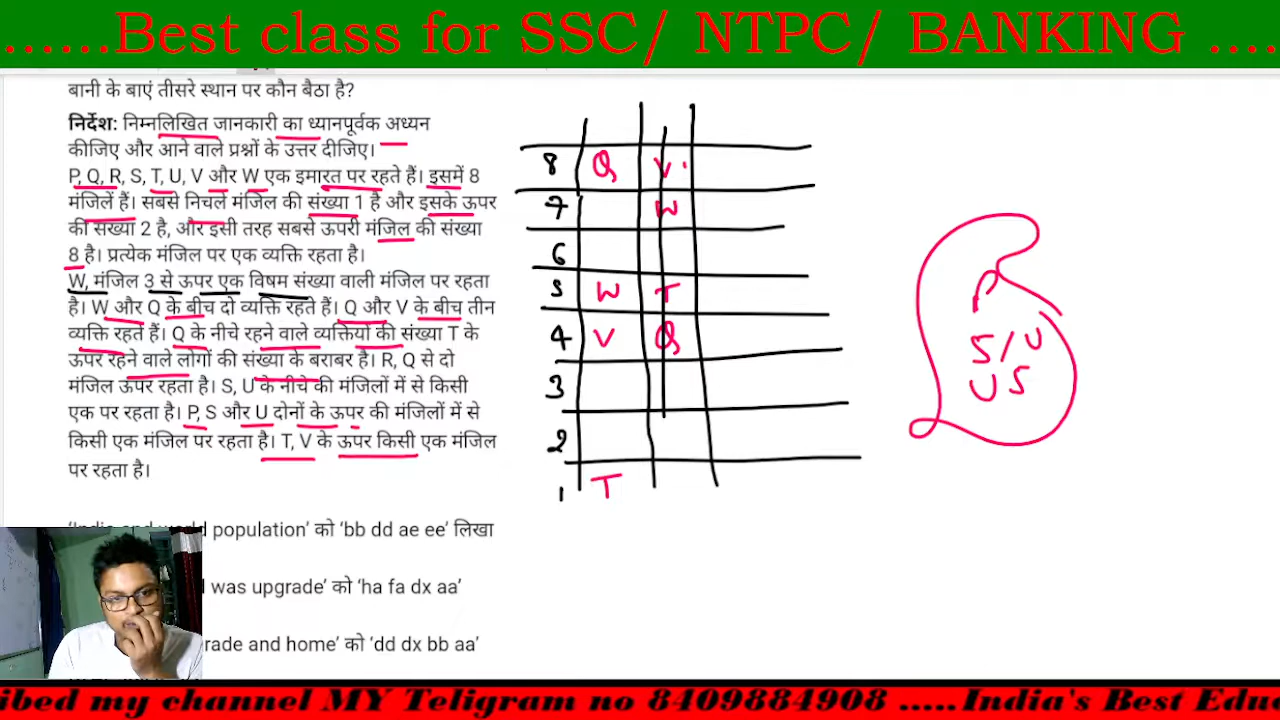 ......Best class for SSC/ NTPC/ BANKING ....
बानी के बाएं तीसरे स्थान पर कौन बैठा है?
निर्देश: निम्नलिखित जानकारी का ध्यानपूर्वक अध्यन
कीजिए और आने वाले प्रश्नों के उत्तर दीजिए।
P, Q, R, S, T, U, V और W एक इमारत पर रहते हैं। इसमें 8
मंजिलें हैं। सबसे निचले मंजिल की संख्या 1 है और इसके ऊपर
की सख्या 2 है, और इसी तरह सबसे ऊपरी मंजिल की संख्या
8 है। प्रत्येक मंजिल पर एक व्यक्ति रहता है।
W, मंजिल 3 से ऊपर एक विषम संख्या वाली मंजिल पर रहता
है। W और Q के बीच दो व्यक्ति रहते हैं। Q और V के बीच तीन
व्यक्ति रहते हैं। Q के नीचे रहने वाले व्यक्तियों की संख्या T के
ऊपर रहने वाले लोगों की संख्या के बराबर है। R, Q से दो
मंजिल ऊपर रहता है। S, U के नीचे की मंजिलों में से किसी
एक पर रहता है। P, S और U दोनों के ऊपर की मंजिलों में से
किसी एक मंजिल पर रहता है। T, V के ऊपर किसी एक मंजिल
पर रहता है।
population’ को ‘bb dd ae ee’ लिखा
was upgrade’ को ‘ha fa dx aa’
rade and home’ को ‘dd dx bb aa’
8 Q V
7 W
6
5 W T
4 V Q
3
2
1 T
P
S/U
U S
ibed my channel MY Teligram no 8409884908 .....India's Best Educ